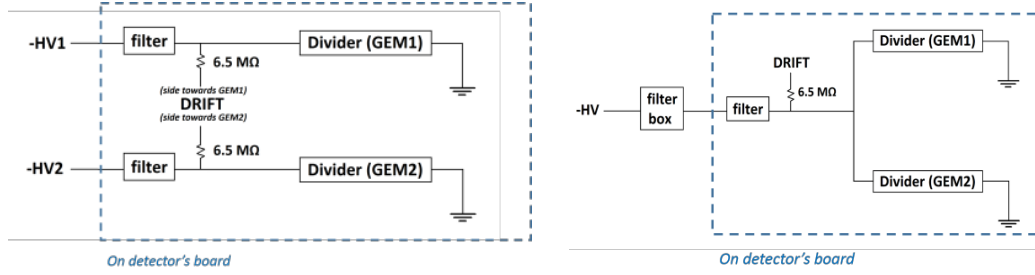 -HV1
filter
Divider (GEM1)
6.5 MΩ
(side towards GEM1)
DRIFT
(side towards GEM2)
6.5 MΩ
-HV2
filter
Divider (GEM2)
On detector's board
Divider (GEM1)
DRIFT
6.5 MΩ
-HV
filter
box
filter
Divider (GEM2)
On detector's board